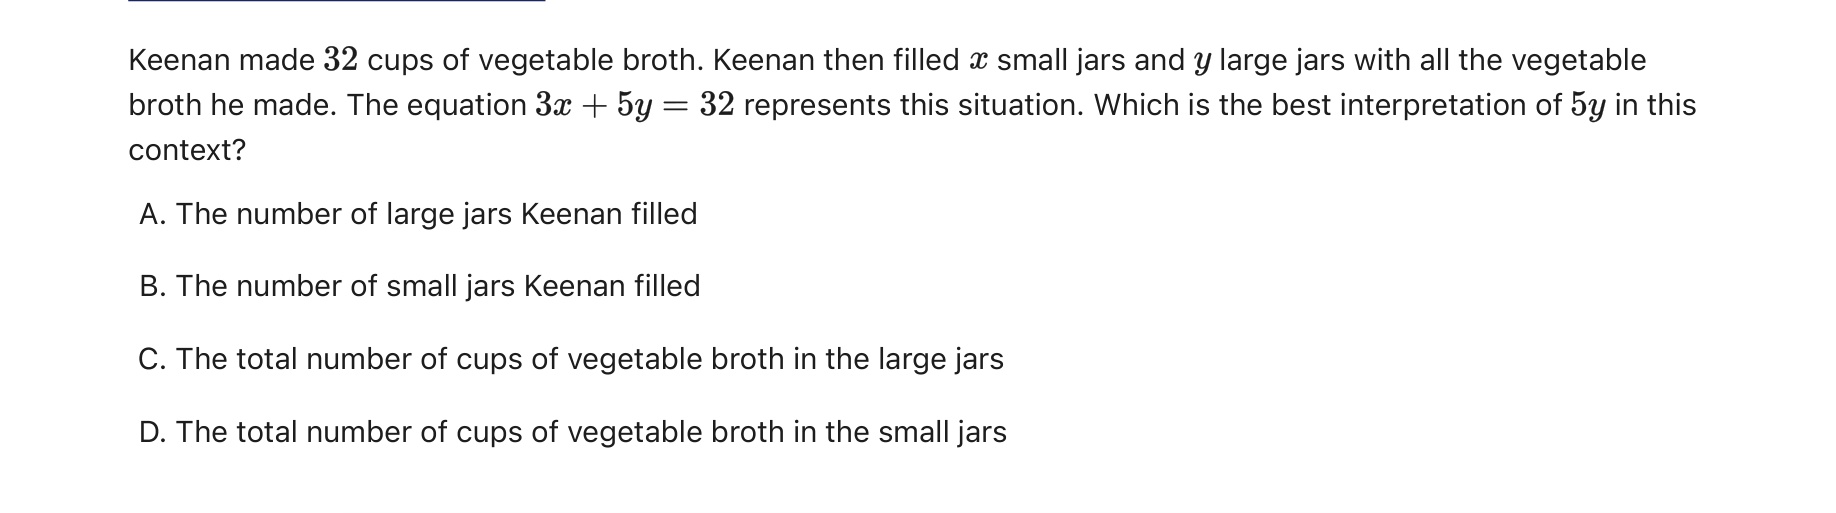 Keenan made 32 cups of vegetable broth. Keenan then filled x small jars and y large jars with all the vegetable
broth he made. The equation 3x + 5y = 32 represents this situation. Which is the best interpretation of 5y in this
context?
A. The number of large jars Keenan filled
B. The number of small jars Keenan filled
C. The total number of cups of vegetable broth in the large jars
D. The total number of cups of vegetable broth in the small jars